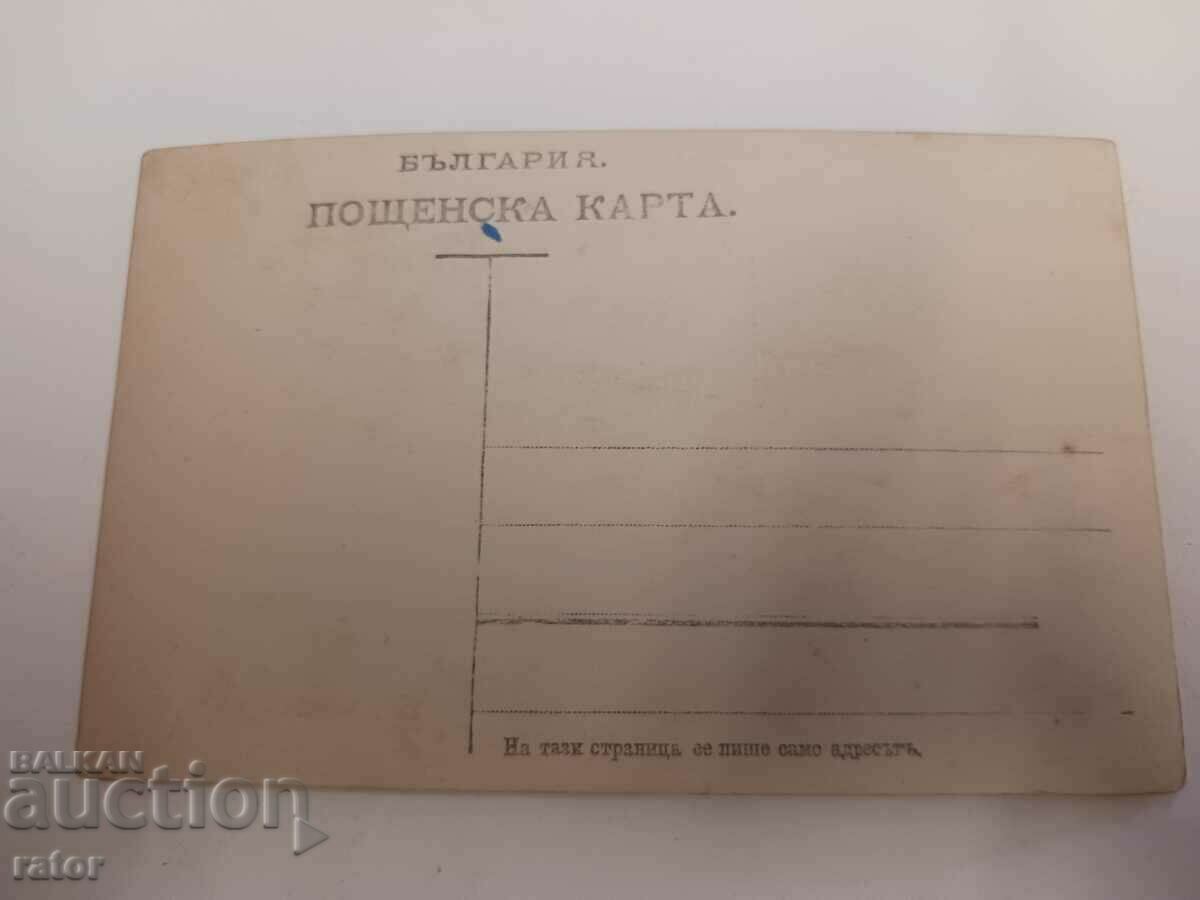 БЪЛГАРИЯ.
ПОЩЕНСКА КАРТА.
На тази страница се пише само адресътъ.
BALKAN
auction
rator